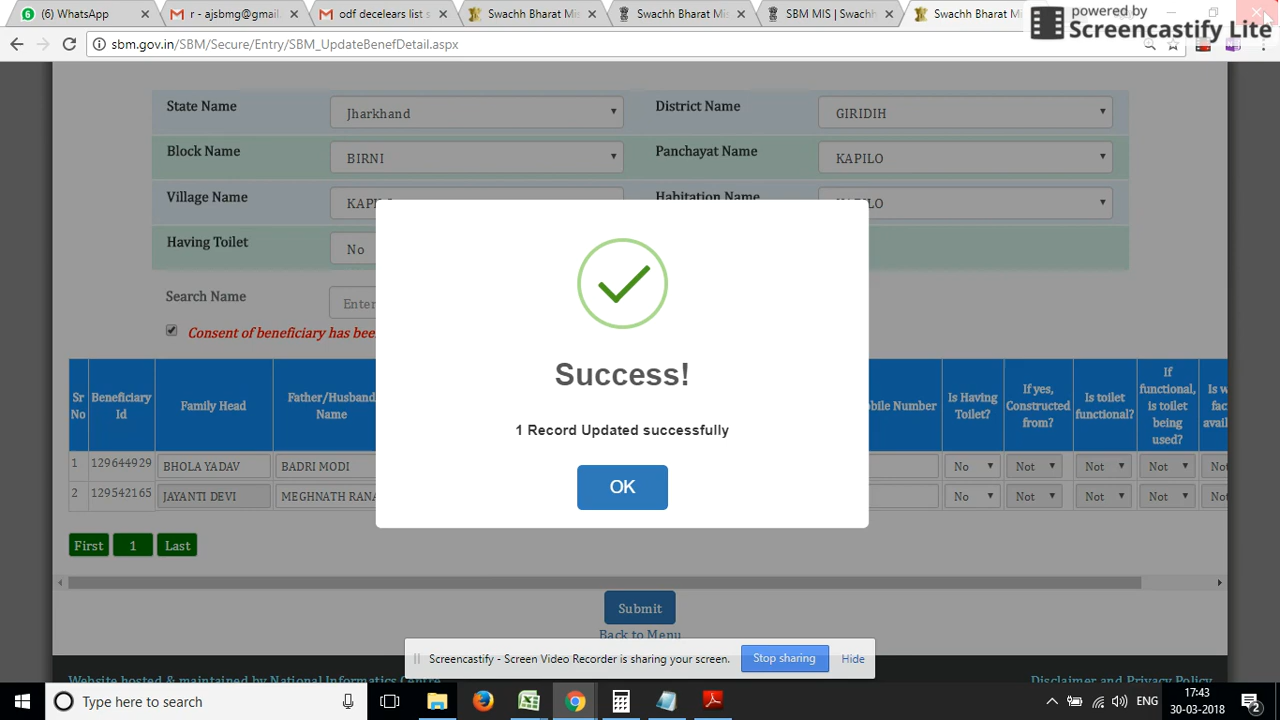 (6) WhatsApp
r - ajsbmg@gmail.
odf decelears list -
Swachh Bharat Mis
Swachh Bharat Mis
SBM MIS | Swachh
Swachh Bharat Mi
powered by
Screencastify Lite
sbm.gov.in/SBM/Secure/Entry/SBM_UpdateBenefDetail.aspx
State Name Jharkhand District Name GIRIDIH
Block Name BIRNI Panchayat Name KAPILO
Village Name Habitation Name
Having Toilet No
Search Name Enter
Consent of beneficiary has been
Success!
1 Record Updated successfully
OK
Sr No Beneficiary Id Family Head Father/Husband Name Mobile Number Is Having Toilet? If yes, Constructed from? Is toilet functional? If functional, is toilet being used?
1 129644929 BHOLA YADAV BADRI MODI No Not Not Not
2 129542165 JAYANTI DEVI MEGHNATH RANA No Not Not Not
First 1 Last
Submit
Back to Menu
Screencastify - Screen Video Recorder is sharing your screen. Stop sharing Hide
Website hosted & maintained by National Informatics Centre Disclaimer and Privacy Policy
Type here to search
ENG
17:43
30-03-2018
2